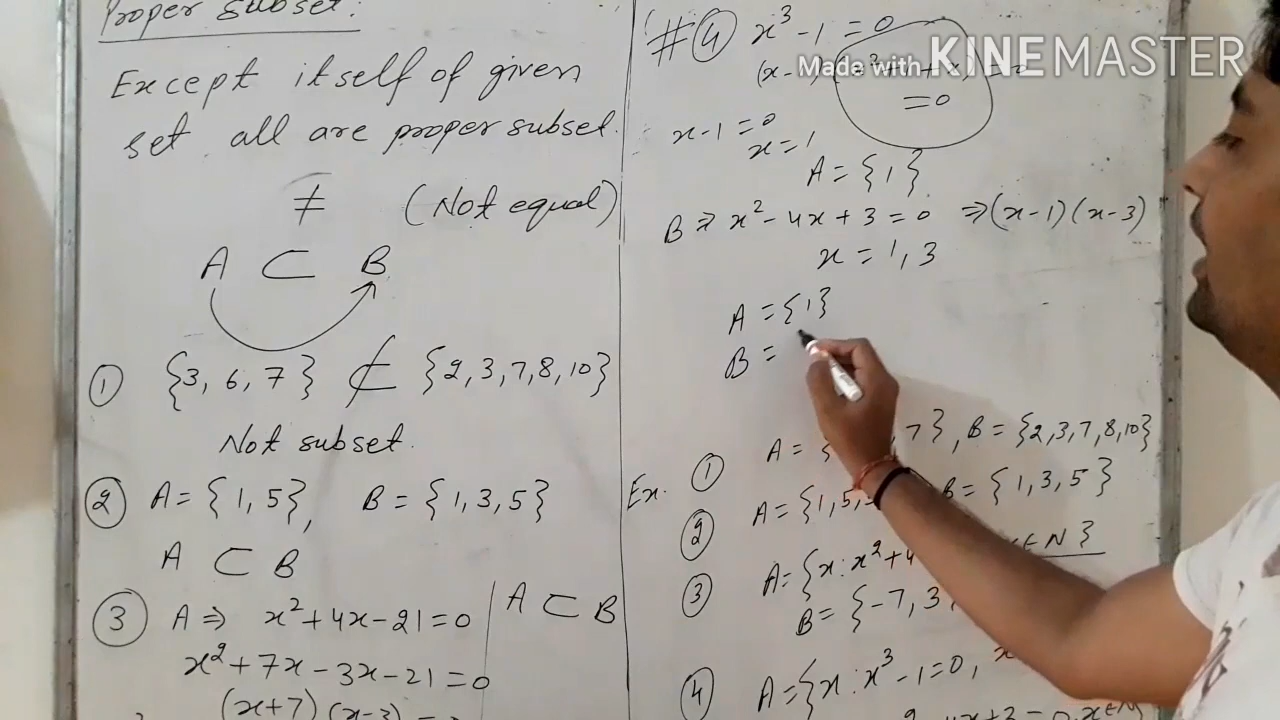 Proper subset:
Except itself of given
set all are proper subset.
≠ (Not equal)
A ⊂ B
① {3, 6, 7} ⊄ {2, 3, 7, 8, 10}
Not subset.
② A = {1, 5}, B = {1, 3, 5}
A ⊂ B
③ A ⇒ x² + 4x - 21 = 0 | A ⊂ B
x² + 7x - 3x - 21 = 0
(x+7) (x-3) =
# ④ x³ - 1 = 0
Made with KINEMASTER
= 0
x - 1 = 0
x = 1
A = {1}
B ⇒ x² - 4x + 3 = 0 ⇒ (x-1) (x-3)
x = 1, 3
A = {1}
B =
Ex. ① A = { 7}, B = {2, 3, 7, 8, 10}
② A = {1, 5, B = {1, 3, 5}
③ A = {x : x² + 4 ∈ N}
B = {-7, 3,
④ A = {x : x³ - 1 = 0, x